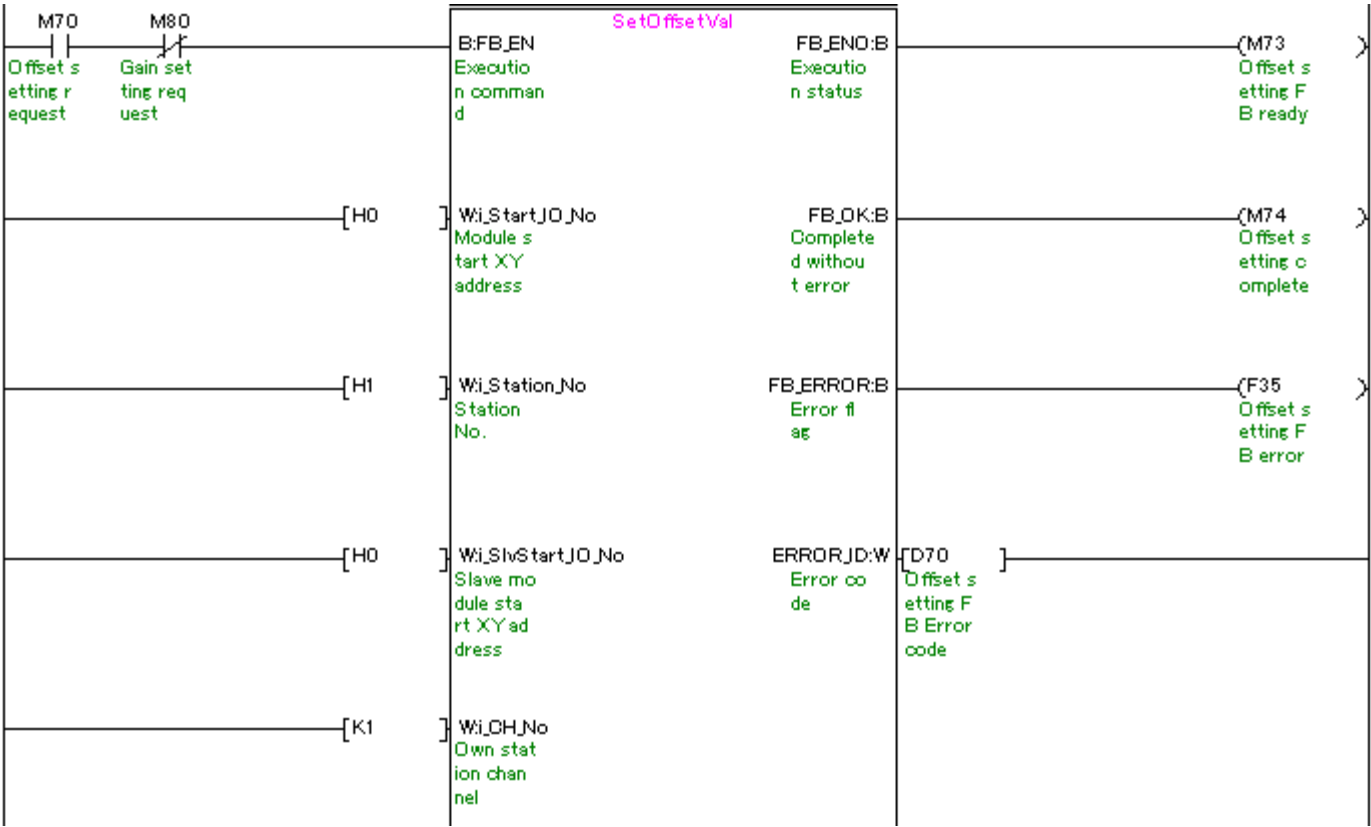 SetOffsetVal
M70 M80
B:FB_EN FB_ENO:B (M73 )
Offset s Gain set Executio Executio Offset s
etting r ting req n comman n status etting F
equest uest d B ready
[H0 ] W:i_Start_IO_No FB_OK:B (M74 )
Module s Complete Offset s
tart XY d withou etting c
address t error omplete
[H1 ] W:i_Station_No FB_ERROR:B (F35 )
Station Error fl Offset s
No. ag etting F
B error
[H0 ] W:i_SlvStart_IO_No ERROR_ID:W [D70 ]
Slave mo Error co Offset s
dule sta de etting F
rt XY ad B Error
dress code
[K1 ] W:i_CH_No
Own stat
ion chan
nel